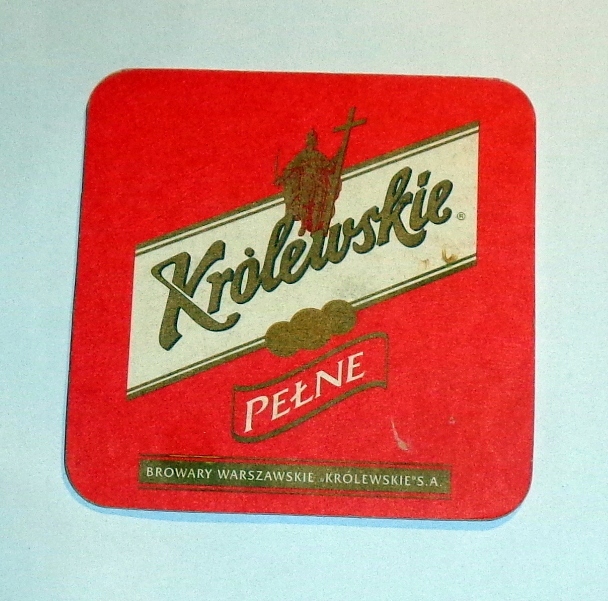 Królewskie ®
PEŁNE
BROWARY WARSZAWSKIE „KRÓLEWSKIE" S.A.